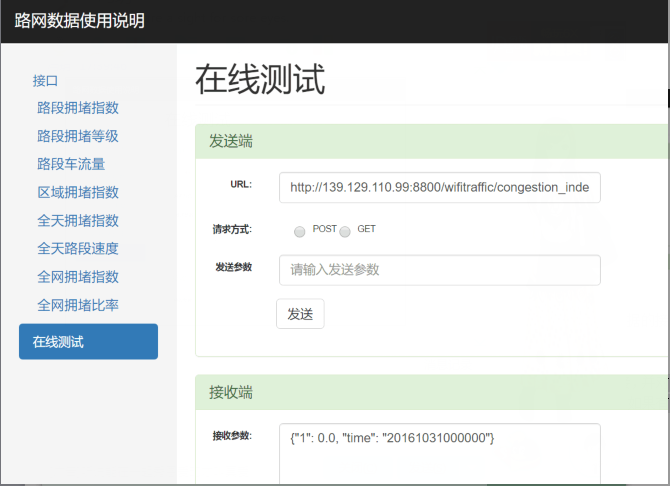 路网数据使用说明
接口
路段拥堵指数
路段拥堵等级
路段车流量
区域拥堵指数
全天拥堵指数
全天路段速度
全网拥堵指数
全网拥堵比率
在线测试
在线测试
发送端
URL: http://139.129.110.99:8800/wifitraffic/congestion_inde
请求方式: POST GET
发送参数 请输入发送参数
发送
接收端
接收参数: {"1": 0.0, "time": "20161031000000"}